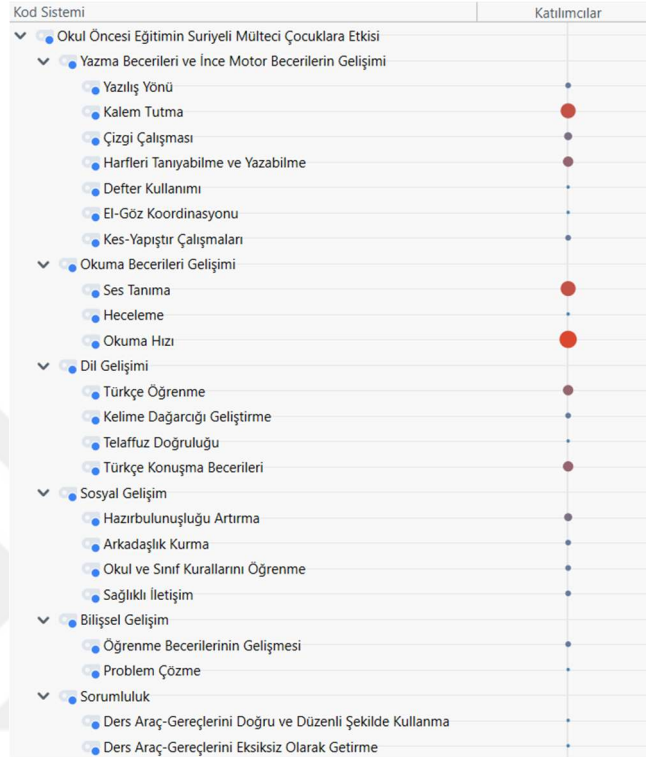 Kod Sistemi Katılımcılar
Okul Öncesi Eğitimin Suriyeli Mülteci Çocuklara Etkisi
Yazma Becerileri ve İnce Motor Becerilerin Gelişimi
Yazılış Yönü
Kalem Tutma
Çizgi Çalışması
Harfleri Tanıyabilme ve Yazabilme
Defter Kullanımı
El-Göz Koordinasyonu
Kes-Yapıştır Çalışmaları
Okuma Becerileri Gelişimi
Ses Tanıma
Heceleme
Okuma Hızı
Dil Gelişimi
Türkçe Öğrenme
Kelime Dağarcığı Geliştirme
Telaffuz Doğruluğu
Türkçe Konuşma Becerileri
Sosyal Gelişim
Hazırbulunuşluğu Artırma
Arkadaşlık Kurma
Okul ve Sınıf Kurallarını Öğrenme
Sağlıklı İletişim
Bilişsel Gelişim
Öğrenme Becerilerinin Gelişmesi
Problem Çözme
Sorumluluk
Ders Araç-Gereçlerini Doğru ve Düzenli Şekilde Kullanma
Ders Araç-Gereçlerini Eksiksiz Olarak Getirme